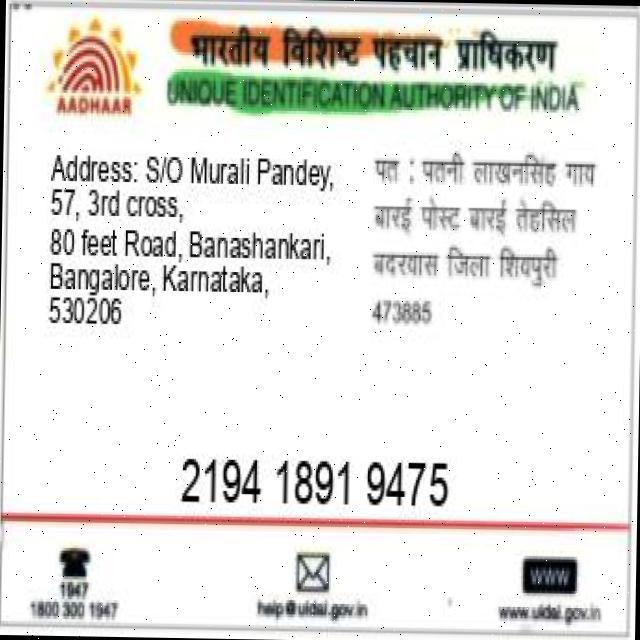 भारतीय विशिष्ट पहचान प्राधिकरण
AADHAAR
UNIQUE IDENTIFICATION AUTHORITY OF INDIA
Address: S/O Murali Pandey,
57, 3rd cross,
80 feet Road, Banashankari,
Bangalore, Karnataka,
530206
पत : पतनी लाखनसिंह गाय
बारई पोस्ट बारई तेहसिल
बदरवास जिला शिवपुरी
473885
2194 1891 9475
1947
1800 300 1947
help@uidai.gov.in
WWW
www.uidai.gov.in